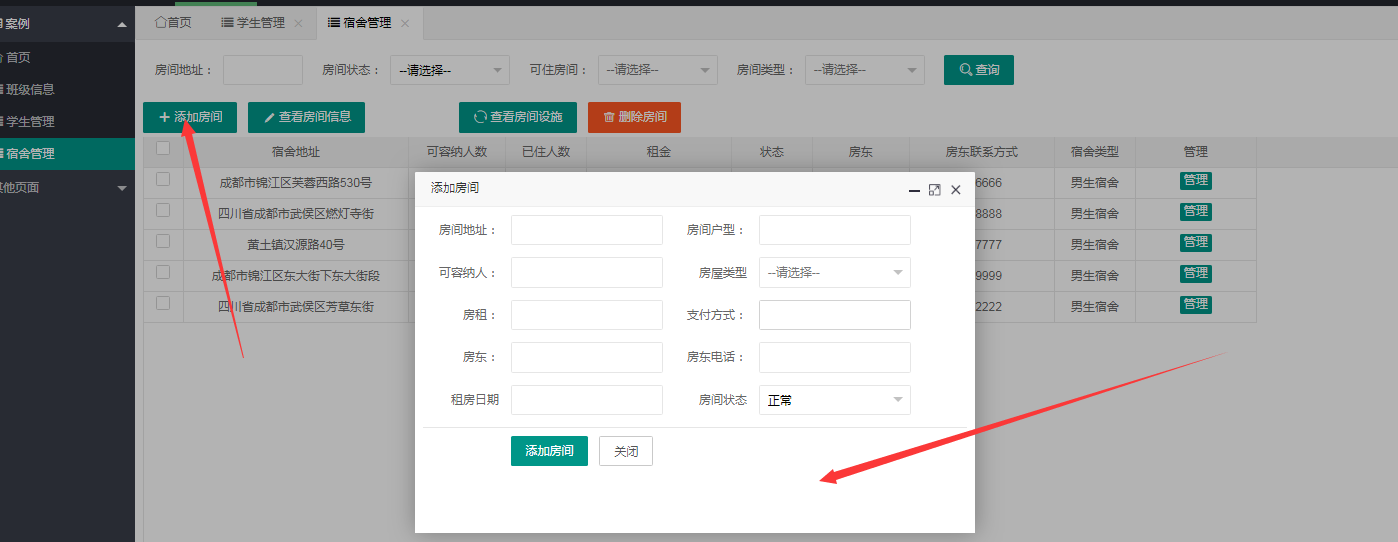 案例
首页
班级信息
学生管理
宿舍管理
其他页面
首页 学生管理 宿舍管理
房间地址： 房间状态： --请选择-- 可住房间： --请选择-- 房间类型： --请选择-- 查询
添加房间 查看房间信息 查看房间设施 删除房间
宿舍地址 可容纳人数 已住人数 租金 状态 房东 房东联系方式 宿舍类型 管理
成都市锦江区芙蓉西路530号 6666 男生宿舍 管理
四川省成都市武侯区燃灯寺街 8888 男生宿舍 管理
黄土镇汉源路40号 7777 男生宿舍 管理
成都市锦江区东大街下东大街段 9999 男生宿舍 管理
四川省成都市武侯区芳草东街 2222 男生宿舍 管理
添加房间
房间地址： 房间户型：
可容纳人： 房屋类型 --请选择--
房租： 支付方式：
房东： 房东电话：
租房日期 房间状态 正常
添加房间 关闭